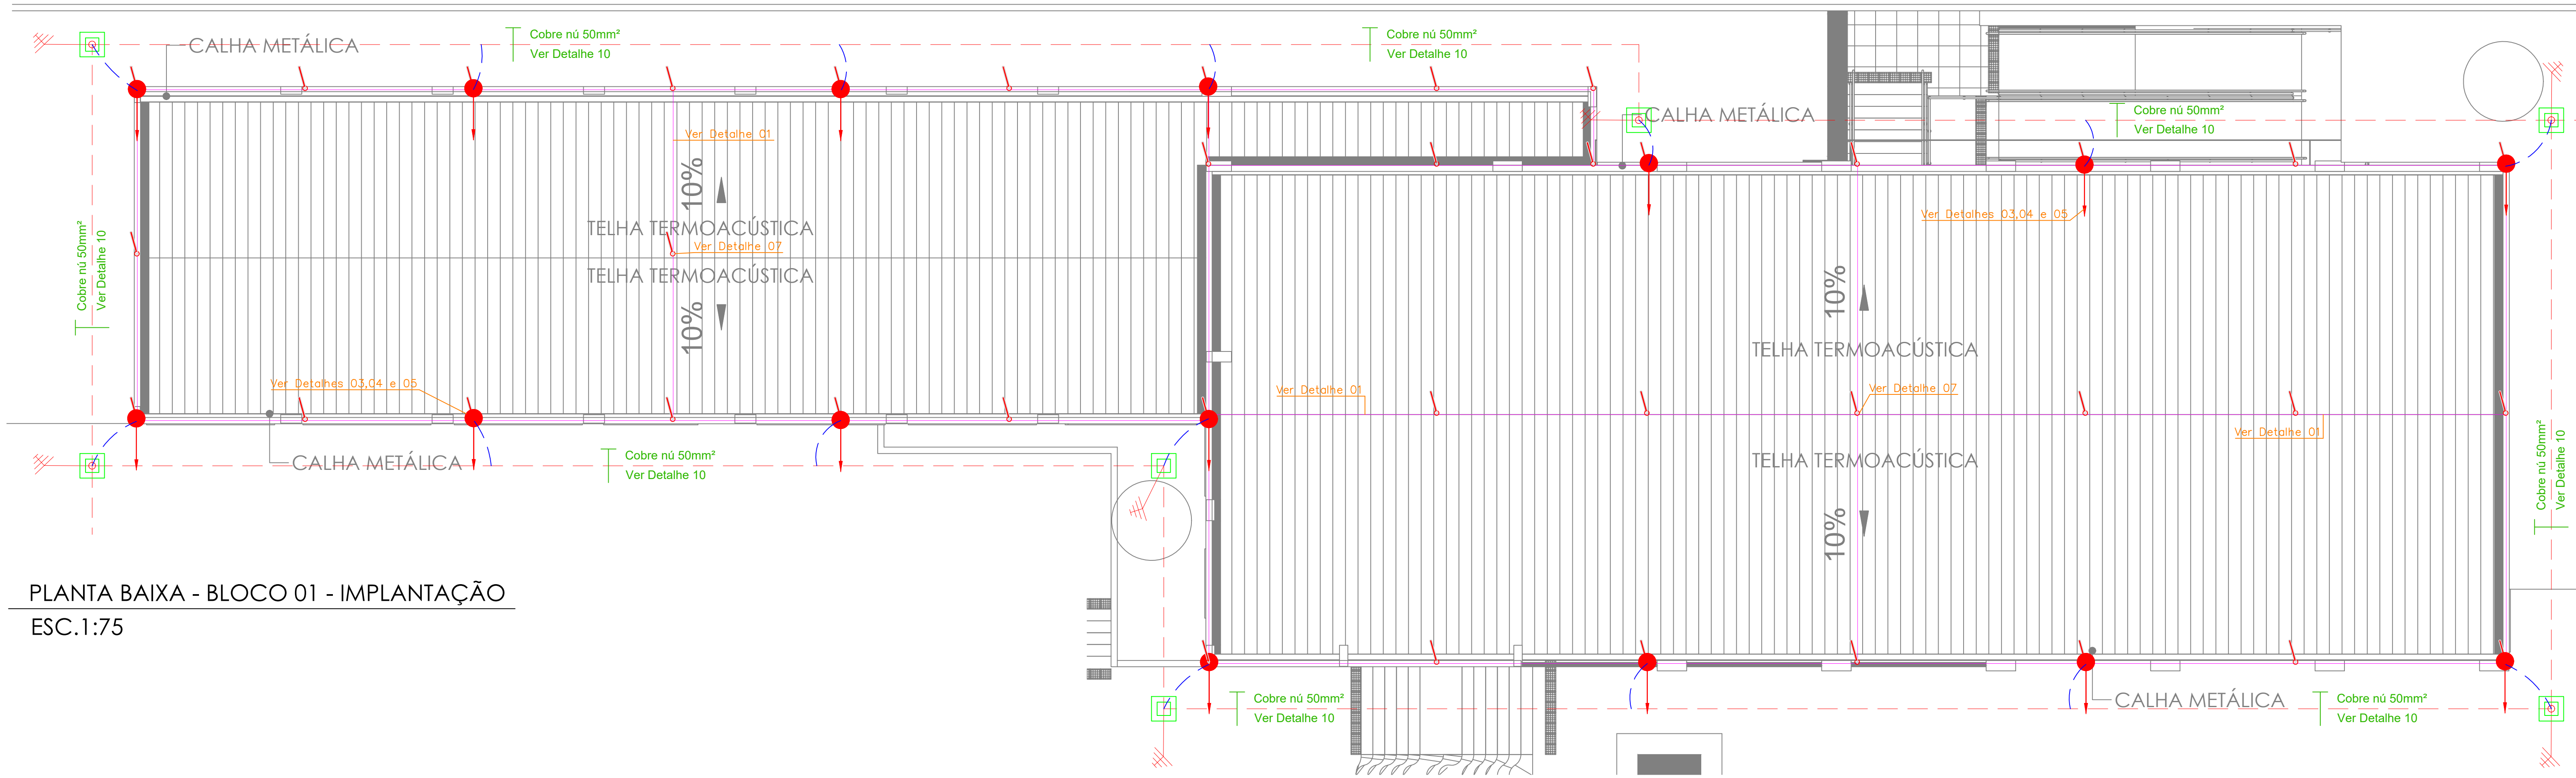 Cobre nú 50mm²
Ver Detalhe 10
Cobre nú 50mm²
Ver Detalhe 10
CALHA METÁLICA
CALHA METÁLICA
Cobre nú 50mm²
Ver Detalhe 10
Ver Detalhe 01
10%
TELHA TERMOACÚSTICA
Ver Detalhe 07
TELHA TERMOACÚSTICA
10%
Cobre nú 50mm²
Ver Detalhe 10
Ver Detalhes 03,04 e 05
Ver Detalhes 03,04 e 05
10%
TELHA TERMOACÚSTICA
Ver Detalhe 01
Ver Detalhe 07
Ver Detalhe 01
TELHA TERMOACÚSTICA
10%
CALHA METÁLICA
Cobre nú 50mm²
Ver Detalhe 10
Cobre nú 50mm²
Ver Detalhe 10
PLANTA BAIXA - BLOCO 01 - IMPLANTAÇÃO
ESC.1:75
Cobre nú 50mm²
Ver Detalhe 10
CALHA METÁLICA
Cobre nú 50mm²
Ver Detalhe 10